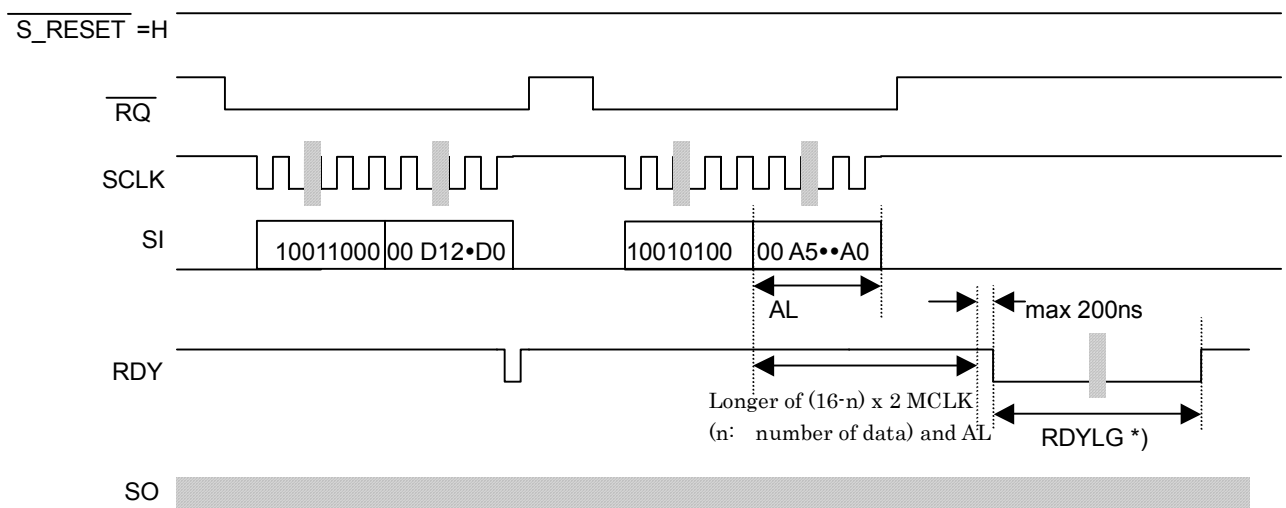 S_RESET =H
RQ
SCLK
SI
10011000 00 D12•D0 10010100 00 A5••A0
AL
max 200ns
RDY
Longer of (16-n) x 2 MCLK
(n: number of data) and AL
RDYLG *)
SO